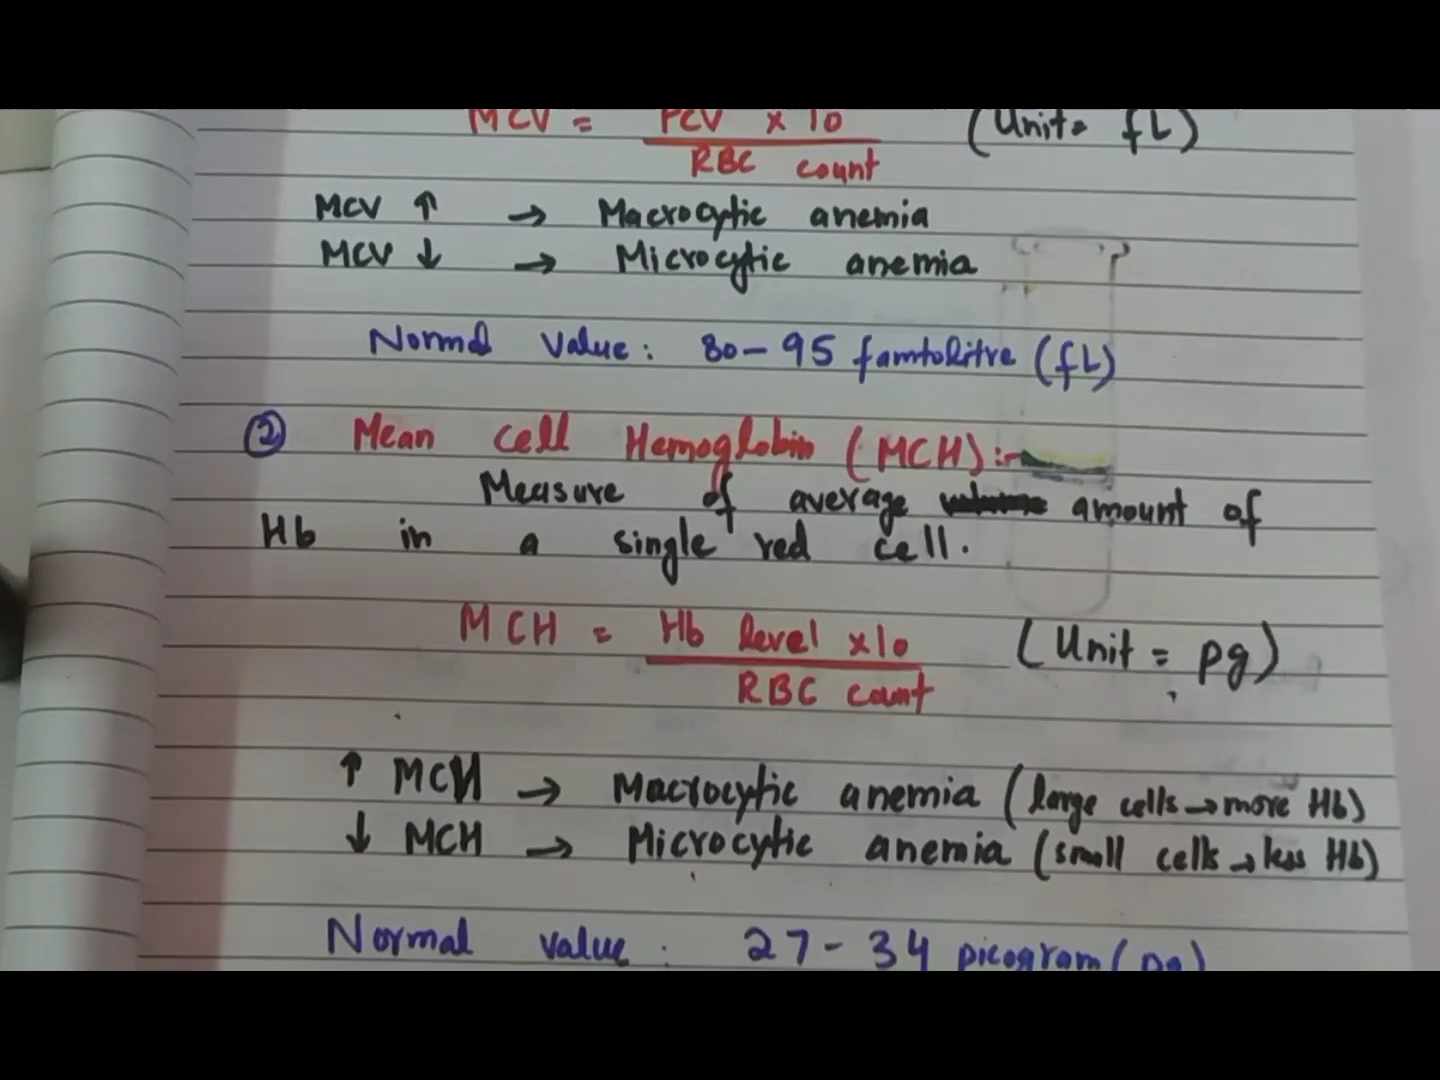 MCV = PCV x 10 (Unit= fL)
RBC count
MCV ↑ → Macrocytic anemia
MCV ↓ → Microcytic anemia
Normal Value: 80-95 famtolitre (fL)
② Mean Cell Hemoglobin (MCH):-
Measure of average amount of
Hb in a single red cell.
MCH = Hb level x10 (Unit = pg)
RBC count
↑ MCH → Macrocytic anemia (large cells → more Hb)
↓ MCH → Microcytic anemia (small cells → less Hb)
Normal value: 27-34 picogram (pg)